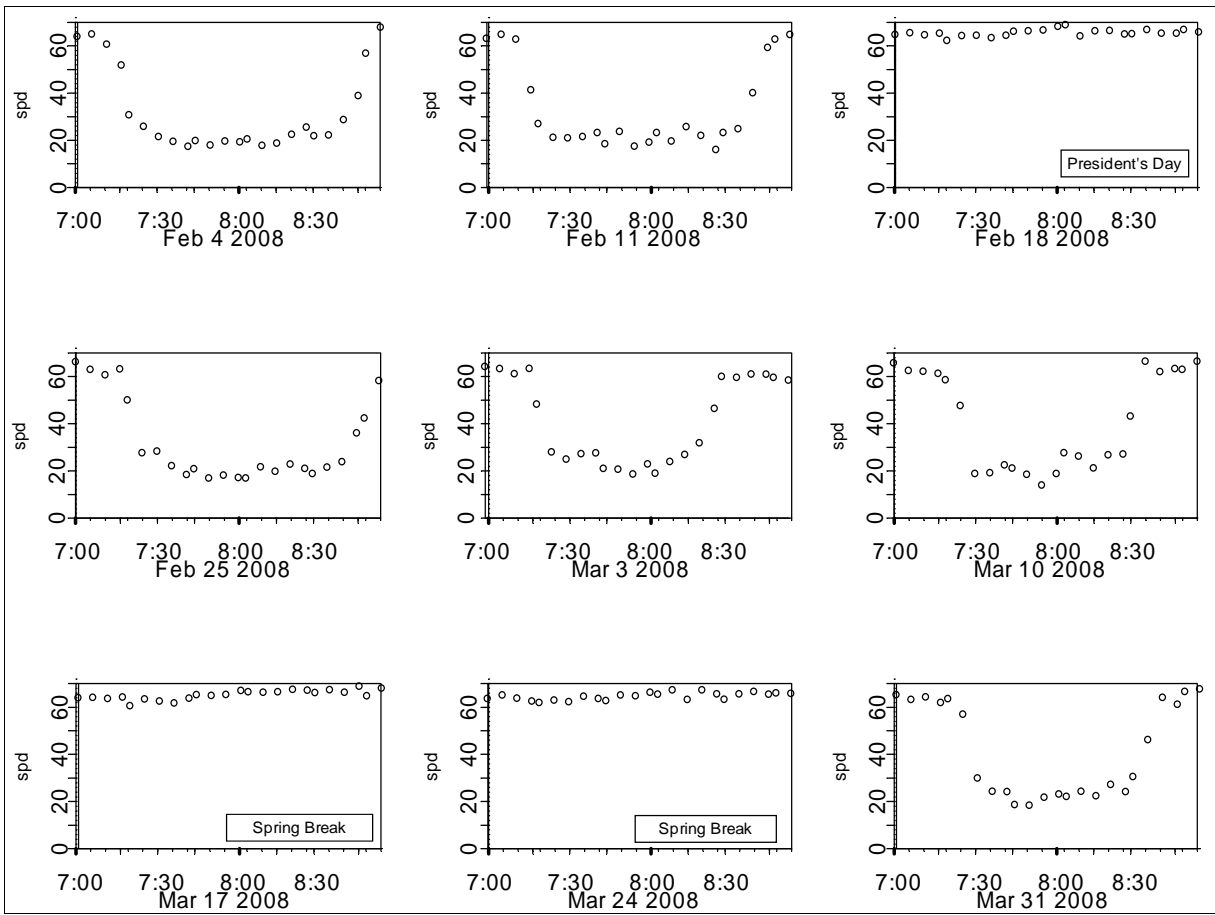 spd
0 20 40 60
7:00 7:30 8:00 8:30
Feb 4 2008
spd
0 20 40 60
7:00 7:30 8:00 8:30
Feb 11 2008
spd
0 20 40 60
President's Day
7:00 7:30 8:00 8:30
Feb 18 2008
spd
0 20 40 60
7:00 7:30 8:00 8:30
Feb 25 2008
spd
0 20 40 60
7:00 7:30 8:00 8:30
Mar 3 2008
spd
0 20 40 60
7:00 7:30 8:00 8:30
Mar 10 2008
spd
0 20 40 60
Spring Break
7:00 7:30 8:00 8:30
Mar 17 2008
spd
0 20 40 60
Spring Break
7:00 7:30 8:00 8:30
Mar 24 2008
spd
0 20 40 60
7:00 7:30 8:00 8:30
Mar 31 2008